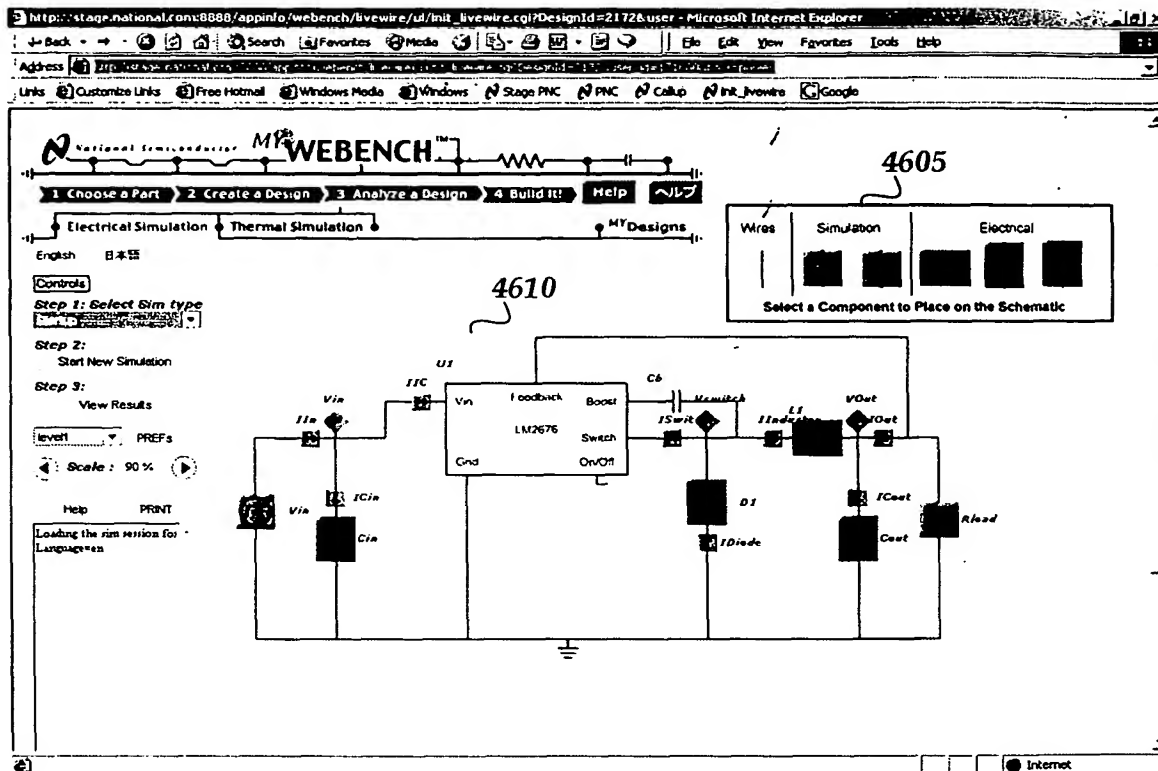 http://stage.national.com:8888/appinfo/webench/livewire/ui/init_livewire.cgi?DesignId=2172&user - Microsoft Internet Explorer
Back Search Favorites Media File Edit View Favorites Tools Help
Address
Links Customize Links Free Hotmail Windows Media Windows Stage PNC PNC Callup Init_livewire Google
National Semiconductor MY WEBENCH™
1 Choose a Part 2 Create a Design 3 Analyze a Design 4 Build It! Help ヘルプ
Electrical Simulation Thermal Simulation MY Designs
English 日本語
4605
Wires Simulation Electrical
Select a Component to Place on the Schematic
Controls
Step 1: Select Sim type
Step 2:
Start New Simulation
Step 3:
View Results
level1 PREFs
Scale : 90 %
Help PRINT
Loading the sim session for
Language=en
4610
U1
IIC
Vin Feedback Boost
LM2676
Switch
Gnd On/Off
Cb
Vin
IIn
Vin
ICin
Cin
Vswitch
ISwit
D1
IDiode
L1
IInductor
VOut
IOut
ICout
Cout
Rload
Internet